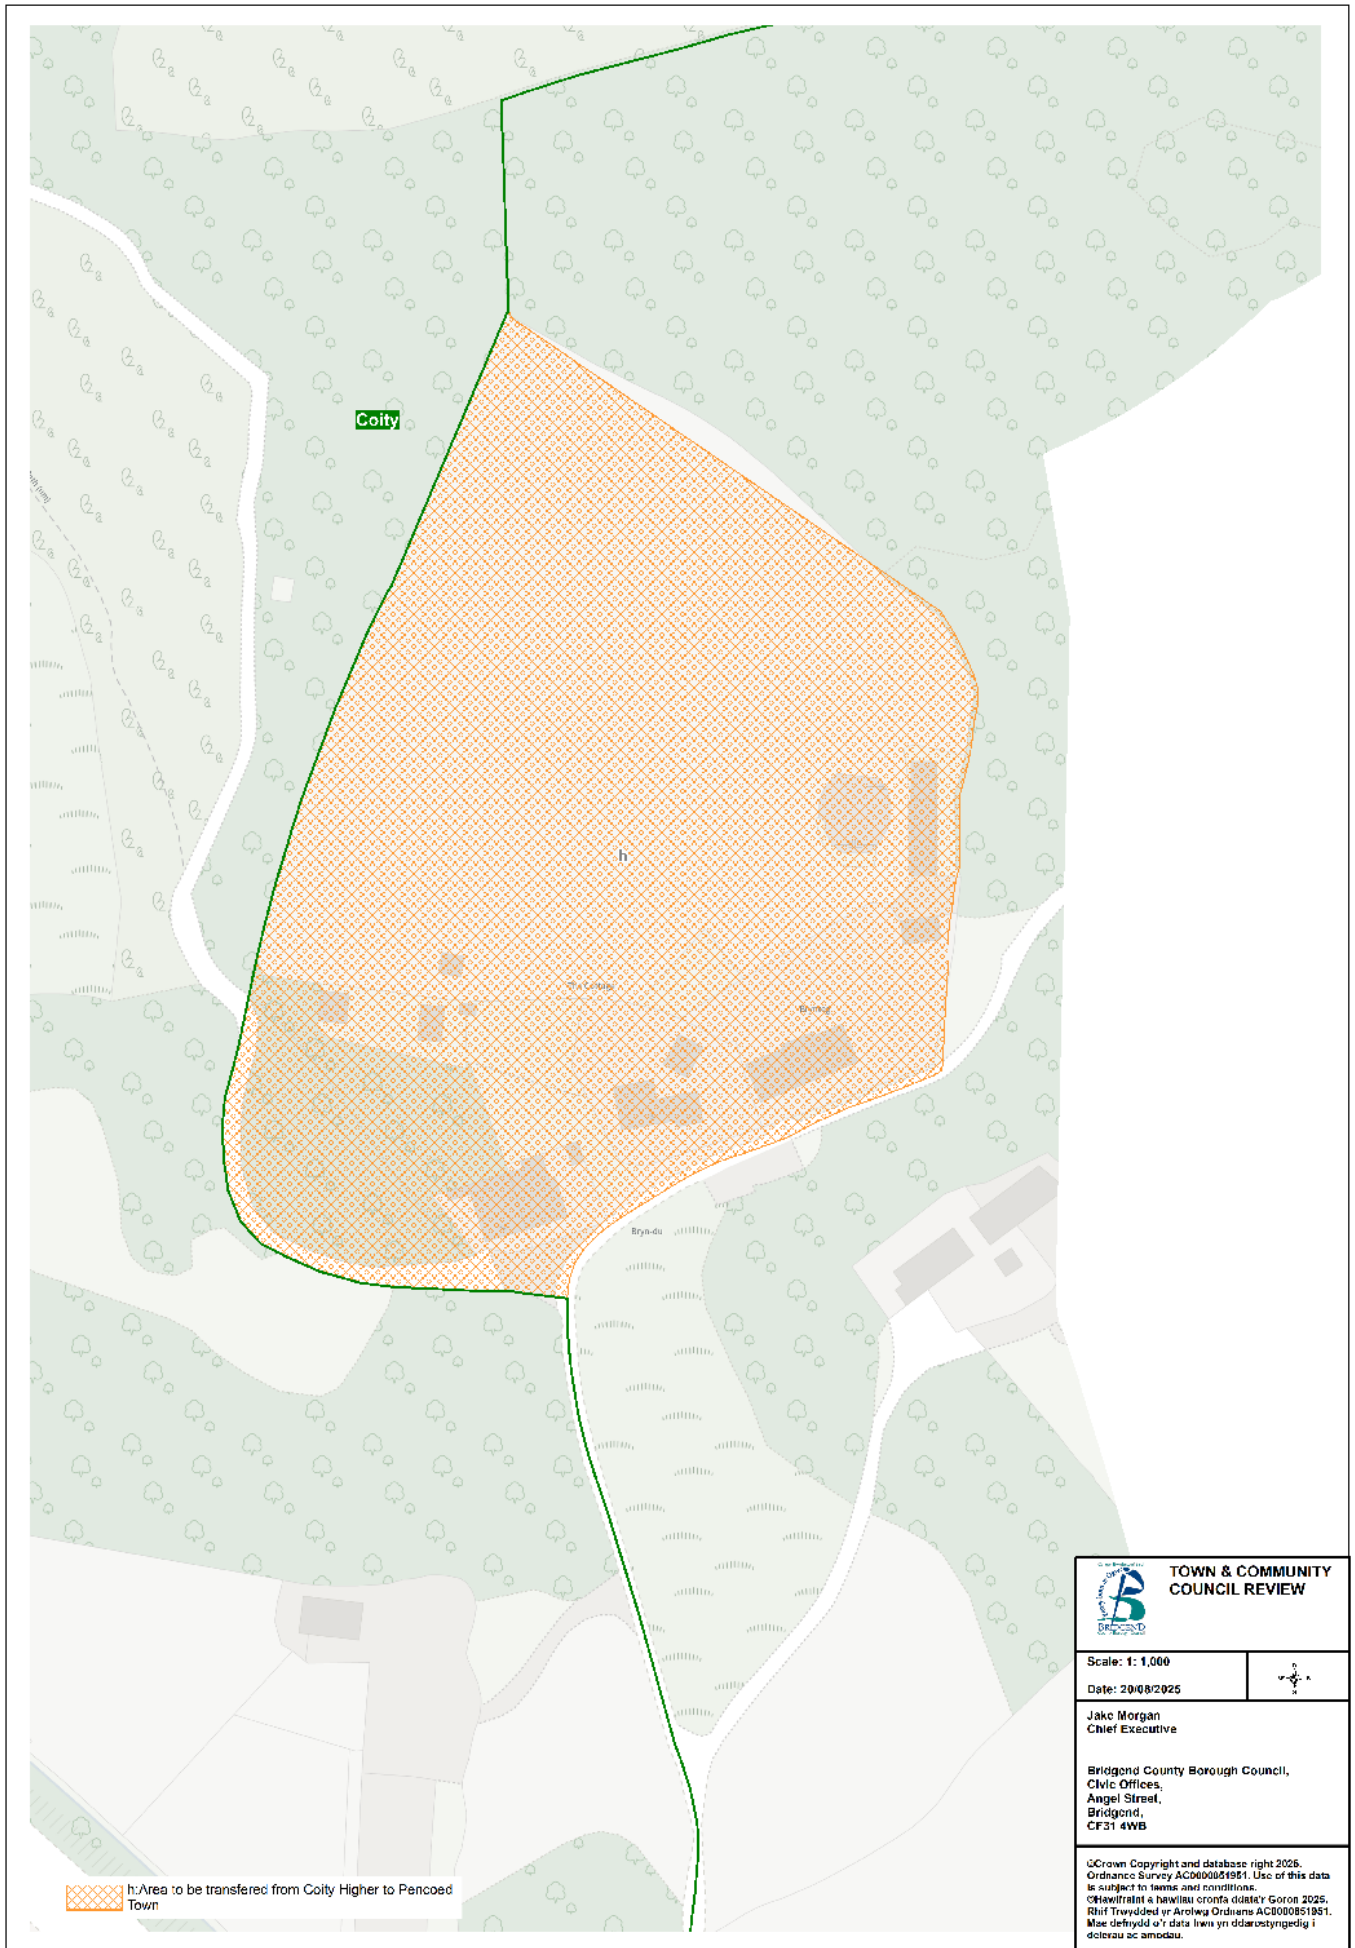 Coity
h
The Cottage
Bryn-du
h:Area to be transfered from Coity Higher to Pencoed
Town
BRIDGEND
TOWN & COMMUNITY
COUNCIL REVIEW
Scale: 1: 1,000
Date: 20/08/2025
Jake Morgan
Chief Executive
Bridgend County Borough Council,
Civic Offices,
Angel Street,
Bridgend,
CF31 4WB
©Crown Copyright and database right 2025.
Ordnance Survey AC0000851951. Use of this data
is subject to terms and conditions.
©Hawlfraint a hawliau cronfa ddata'r Goron 2025.
Rhif Trwydded yr Arolwg Ordnans AC0000851951.
Mae defnydd o'r data hwn yn ddarostyngedig i
delerau ac amodau.